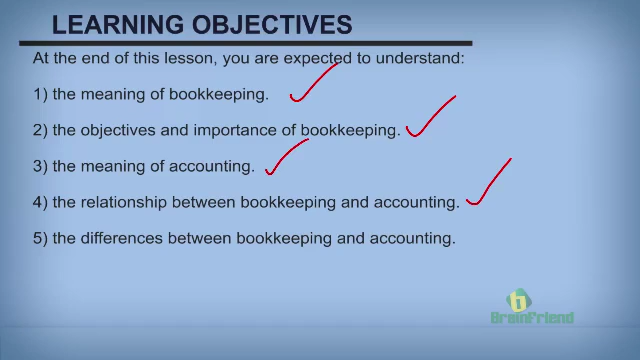 LEARNING OBJECTIVES
At the end of this lesson, you are expected to understand:
1) the meaning of bookkeeping.
2) the objectives and importance of bookkeeping.
3) the meaning of accounting.
4) the relationship between bookkeeping and accounting.
5) the differences between bookkeeping and accounting.
BrainFriend